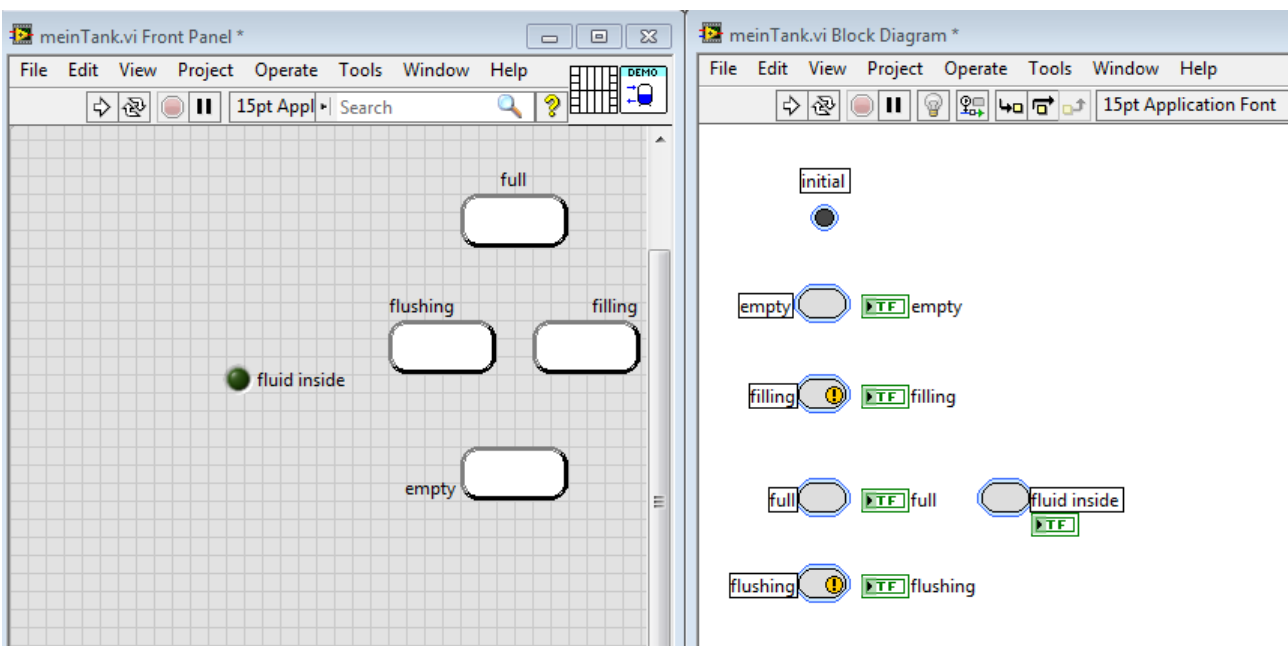 meinTank.vi Front Panel *
File Edit View Project Operate Tools Window Help
15pt Appl Search
DEMO
full
flushing
filling
fluid inside
empty
meinTank.vi Block Diagram *
File Edit View Project Operate Tools Window Help
15pt Application Font
initial
empty TF empty
filling TF filling
full TF full fluid inside
TF
flushing TF flushing